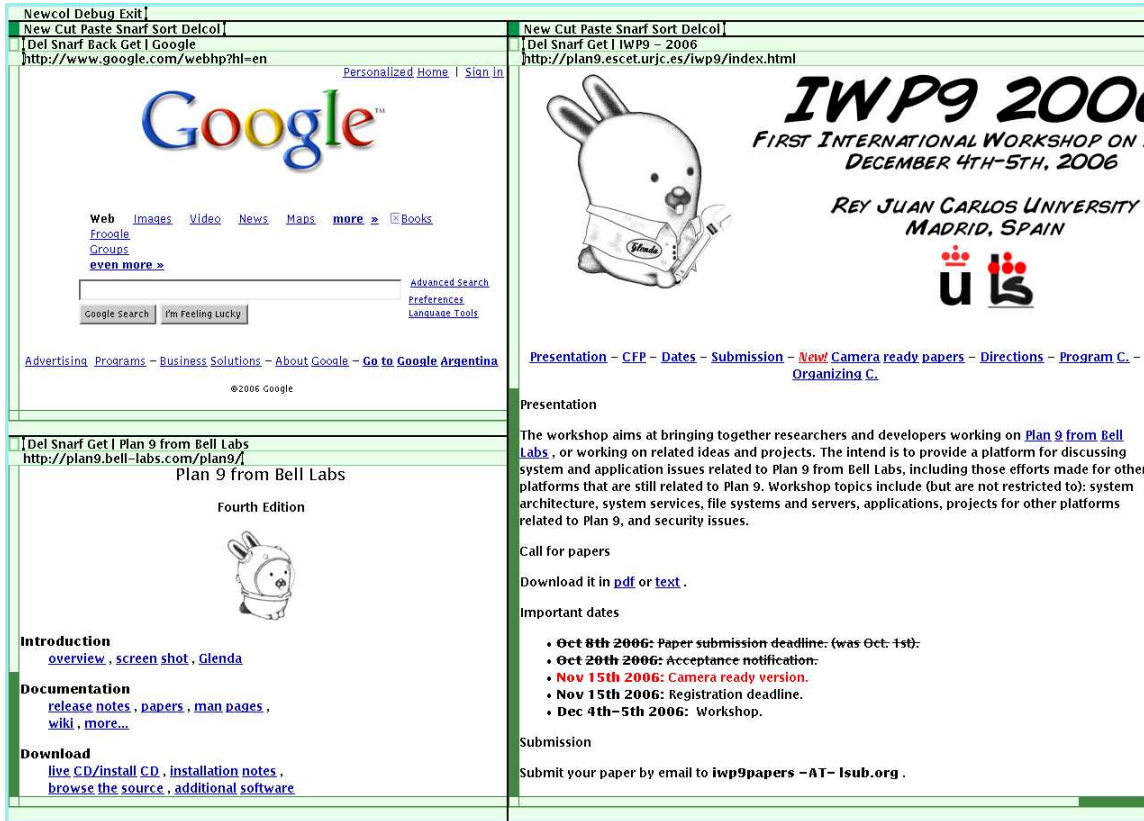 Newcol Debug Exit
New Cut Paste Snarf Sort Delcol
Del Snarf Back Get | Google
http://www.google.com/webhp?hl=en
Personalized Home | Sign in
Google™
Web Images Video News Maps more » Books
Froogle
Groups
even more »
Advanced Search
Preferences
Google Search I'm Feeling Lucky Language Tools
Advertising Programs – Business Solutions – About Google – Go to Google Argentina
©2006 Google
Del Snarf Get | Plan 9 from Bell Labs
http://plan9.bell-labs.com/plan9/
Plan 9 from Bell Labs
Fourth Edition
Introduction
overview , screen shot , Glenda
Documentation
release notes , papers , man pages ,
wiki , more...
Download
live CD/install CD , installation notes ,
browse the source , additional software
New Cut Paste Snarf Sort Delcol
Del Snarf Get | IWP9 – 2006
http://plan9.escet.urjc.es/iwp9/index.html
IWP9 2006
First International Workshop on
December 4th-5th, 2006
Rey Juan Carlos University
Madrid, Spain
Glenda
u ls
Presentation – CFP – Dates – Submission – New! Camera ready papers – Directions – Program C. –
Organizing C.
Presentation
The workshop aims at bringing together researchers and developers working on Plan 9 from Bell
Labs , or working on related ideas and projects. The intend is to provide a platform for discussing
system and application issues related to Plan 9 from Bell Labs, including those efforts made for other
platforms that are still related to Plan 9. Workshop topics include (but are not restricted to): system
architecture, system services, file systems and servers, applications, projects for other platforms
related to Plan 9, and security issues.
Call for papers
Download it in pdf or text .
Important dates
• Oct 8th 2006: Paper submission deadline. (was Oct. 1st).
• Oct 20th 2006: Acceptance notification.
• Nov 15th 2006: Camera ready version.
• Nov 15th 2006: Registration deadline.
• Dec 4th–5th 2006: Workshop.
Submission
Submit your paper by email to iwp9papers –AT– lsub.org .